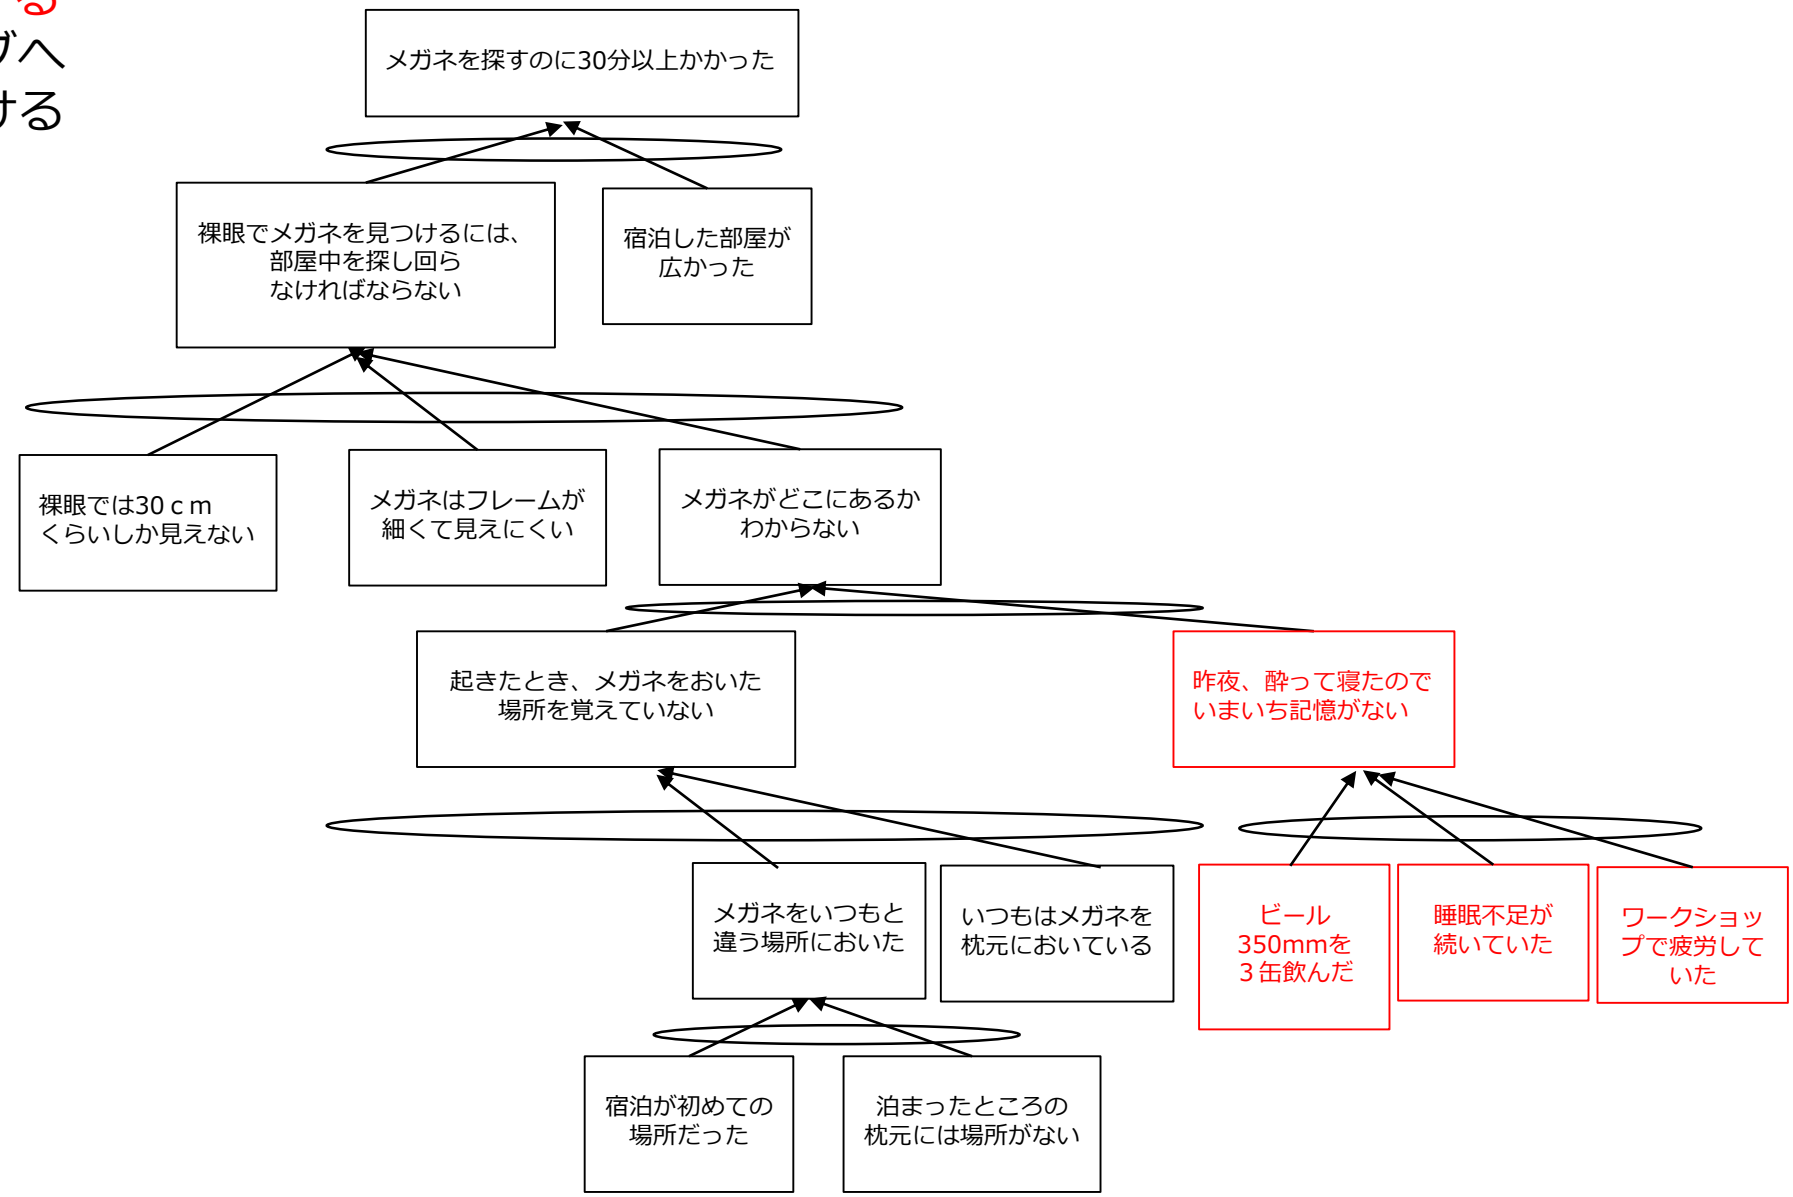 る
ブへ
ける
メガネを探すのに30分以上かかった
裸眼でメガネを見つけるには、
部屋中を探し回ら
なければならない
宿泊した部屋が
広かった
裸眼では30ｃｍ
くらいしか見えない
メガネはフレームが
細くて見えにくい
メガネがどこにあるか
わからない
起きたとき、メガネをおいた
場所を覚えていない
昨夜、酔って寝たので
いまいち記憶がない
メガネをいつもと
違う場所においた
いつもはメガネを
枕元においている
ビール
350mmを
３缶飲んだ
睡眠不足が
続いていた
ワークショッ
プで疲労して
いた
宿泊が初めての
場所だった
泊まったところの
枕元には場所がない